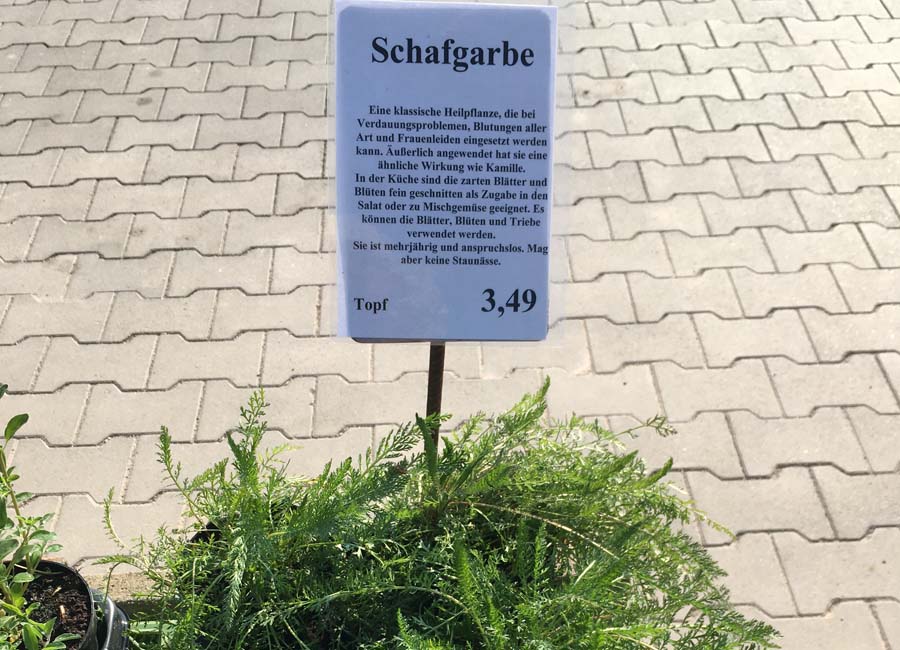 Schafgarbe
Eine klassische Heilpflanze, die bei
Verdauungsproblemen, Blutungen aller
Art und Frauenleiden eingesetzt werden
kann. Äußerlich angewendet hat sie eine
ähnliche Wirkung wie Kamille.
In der Küche sind die zarten Blätter und
Blüten fein geschnitten als Zugabe in den
Salat oder zu Mischgemüse geeignet. Es
können die Blätter, Blüten und Triebe
verwendet werden.
Sie ist mehrjährig und anspruchslos. Mag
aber keine Staunässe.
Topf 3,49